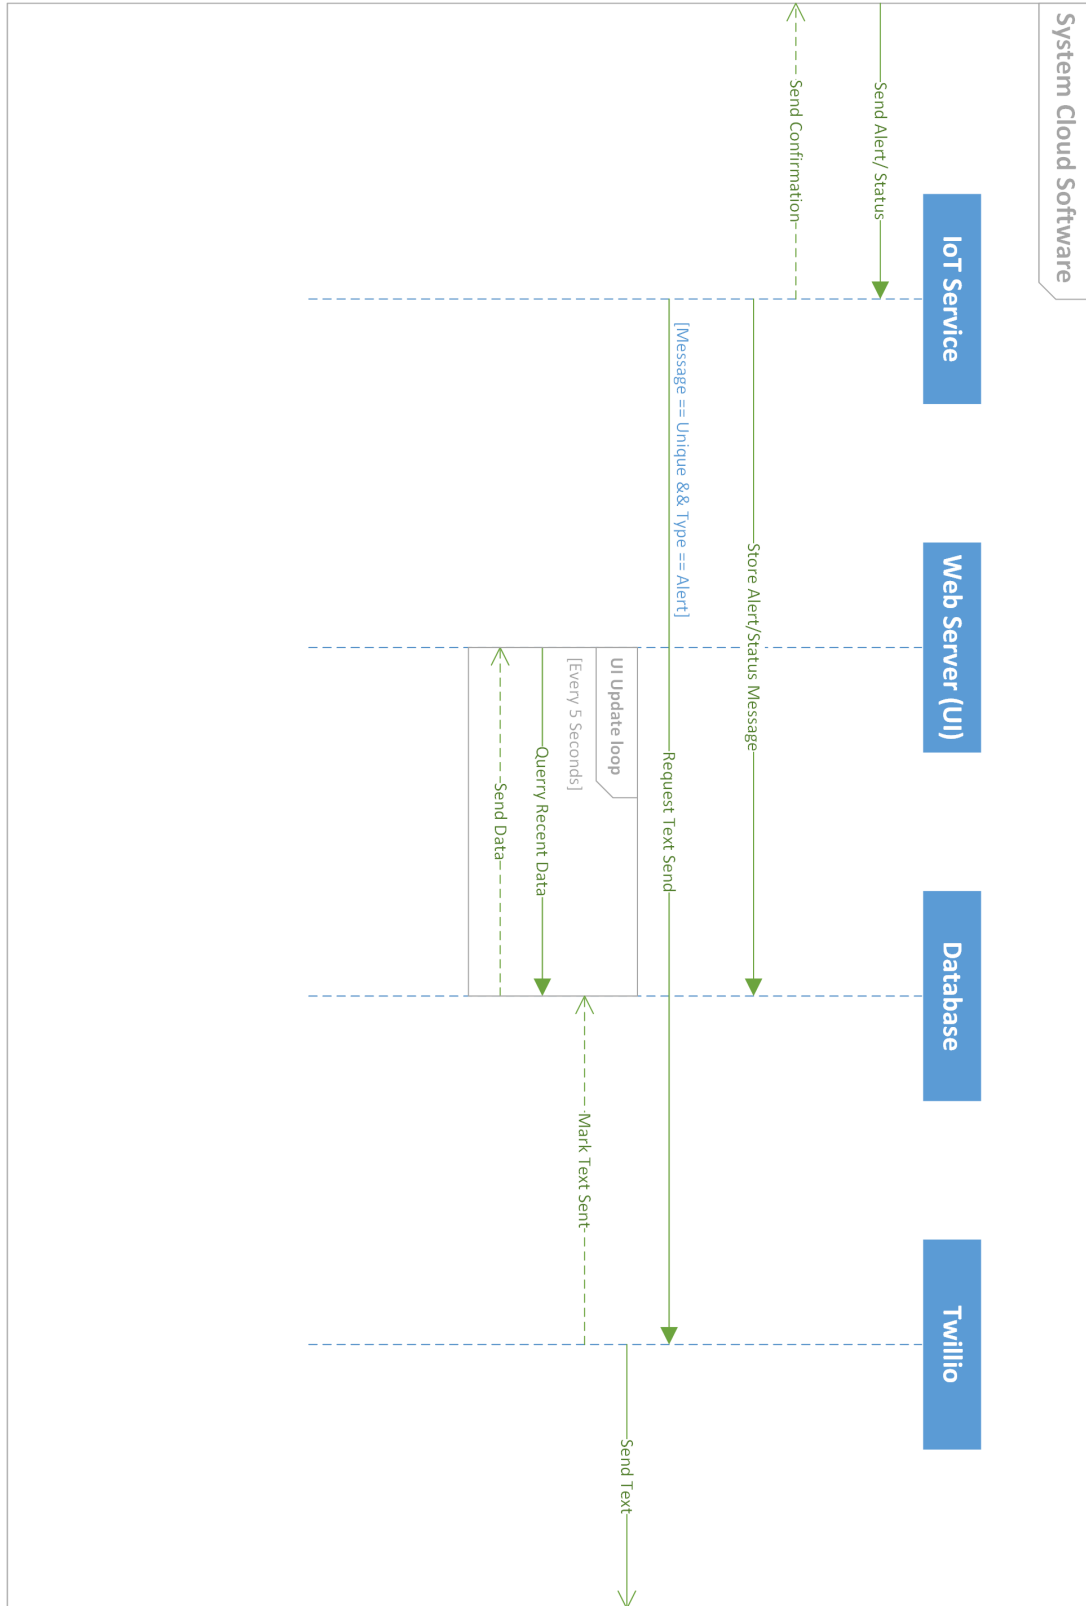 System Cloud Software
IoT Service
Web Server (UI)
Database
Twillio
Send Alert/ Status
Send Confirmation
Store Alert/Status Message
[Message == Unique && Type == Alert]
Request Text Send
Send Text
UI Update loop
[Every 5 Seconds]
Mark Text Sent
Querry Recent Data
Send Data